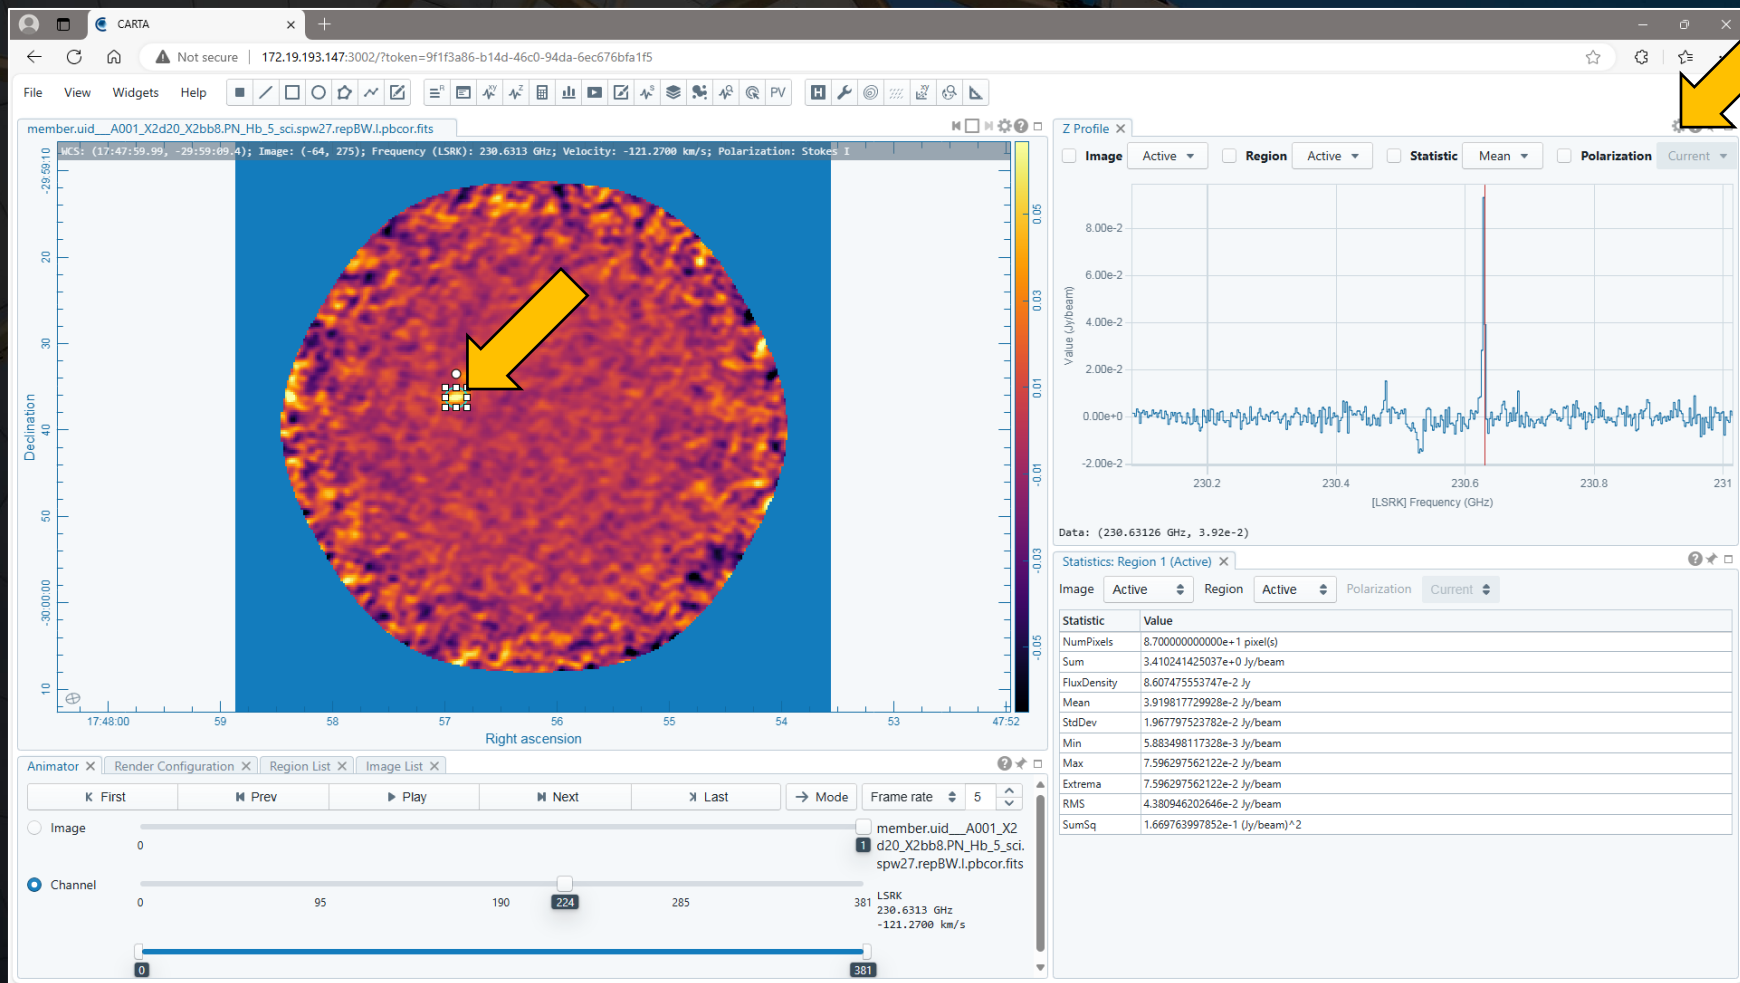 CARTA
Not secure 172.19.193.147:3002/?token=9f1f3a86-b14d-46c0-94da-6ec676bfa1f5
File View Widgets Help
PV
member.uid___A001_X2d20_X2bb8.PN_Hb_5_sci.spw27.repBW.I.pbcor.fits
WCS: (17:47:59.99, -29:59:09.4); Image: (-64, 275); Frequency (LSRK): 230.6313 GHz; Velocity: -121.2700 km/s; Polarization: Stokes I
-29:59:10
20
30
40
50
-30:00:00
10
Declination
17:48:00 59 58 57 56 55 54 53 47:52
Right ascension
0.05
0.03
0.01
-0.01
-0.03
-0.05
Z Profile
Image Active Region Active Statistic Mean Polarization Current
8.00e-2
6.00e-2
4.00e-2
2.00e-2
0.00e+0
-2.00e-2
Value (Jy/beam)
230.2 230.4 230.6 230.8 231
[LSRK] Frequency (GHz)
Data: (230.63126 GHz, 3.92e-2)
Statistics: Region 1 (Active)
Image Active Region Active Polarization Current
Statistic Value
NumPixels 8.700000000000e+1 pixel(s)
Sum 3.410241425037e+0 Jy/beam
FluxDensity 8.607475553747e-2 Jy
Mean 3.919817729928e-2 Jy/beam
StdDev 1.967797523782e-2 Jy/beam
Min 5.883498117328e-3 Jy/beam
Max 7.596297562122e-2 Jy/beam
Extrema 7.596297562122e-2 Jy/beam
RMS 4.380946202646e-2 Jy/beam
SumSq 1.669763997852e-1 (Jy/beam)^2
Animator Render Configuration Region List Image List
First Prev Play Next Last Mode Frame rate 5
Image
0 1
member.uid___A001_X2
d20_X2bb8.PN_Hb_5_sci.
spw27.repBW.I.pbcor.fits
Channel
0 95 190 224 285 381
LSRK
230.6313 GHz
-121.2700 km/s
0 381